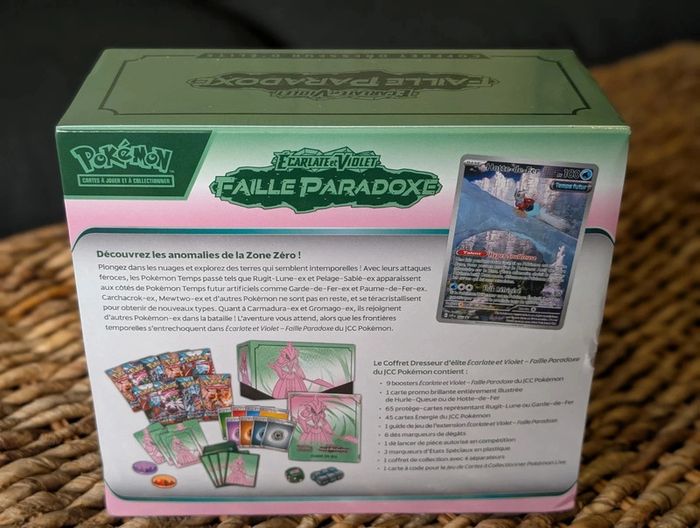 COFFRET DRESSEUR D'ÉLITE
FAILLE PARADOXE
ÉCARLATE ET VIOLET
POKÉMON
CARTES À JOUER ET À COLLECTIONNER
ÉCARLATE ET VIOLET
FAILLE PARADOXE
Hotte-de-Fer
180
Temps futur
Découvrez les anomalies de la Zone Zéro !
Plongez dans les nuages et explorez des terres qui semblent intemporelles ! Avec leurs attaques
féroces, les Pokémon Temps passé tels que Rugit-Lune-ex et Pelage-Sablé-ex apparaissent
aux côtés de Pokémon Temps futur artificiels comme Garde-de-Fer-ex et Paume-de-Fer-ex.
Carchacrok-ex, Mewtwo-ex et d'autres Pokémon ne sont pas en reste, et se téracristallisent
pour obtenir de nouveaux types. Quant à Carmadura-ex et Gromago-ex, ils rejoignent
d'autres Pokémon-ex dans la bataille ! L'aventure vous attend, alors que les frontières
temporelles s'entrechoquent dans Écarlate et Violet – Faille Paradoxe du JCC Pokémon.
Le Coffret Dresseur d'élite Écarlate et Violet – Faille Paradoxe
du JCC Pokémon contient :
• 9 boosters Écarlate et Violet – Faille Paradoxe du JCC Pokémon
• 1 carte promo brillante entièrement illustrée
de Hurle-Queue ou de Hotte-de-Fer
• 65 protège-cartes représentant Rugit-Lune ou Garde-de-Fer
• 45 cartes Énergie du JCC Pokémon
• 1 guide de jeu de l'extension Écarlate et Violet – Faille Paradoxe
• 6 dés marqueurs de dégâts
• 1 dé de lancer de pièce autorisé en compétition
• 2 marqueurs d'États Spéciaux en plastique
• 1 coffret de collection avec 4 séparateurs
• 1 carte à code pour le Jeu de Cartes à Collectionner Pokémon Live